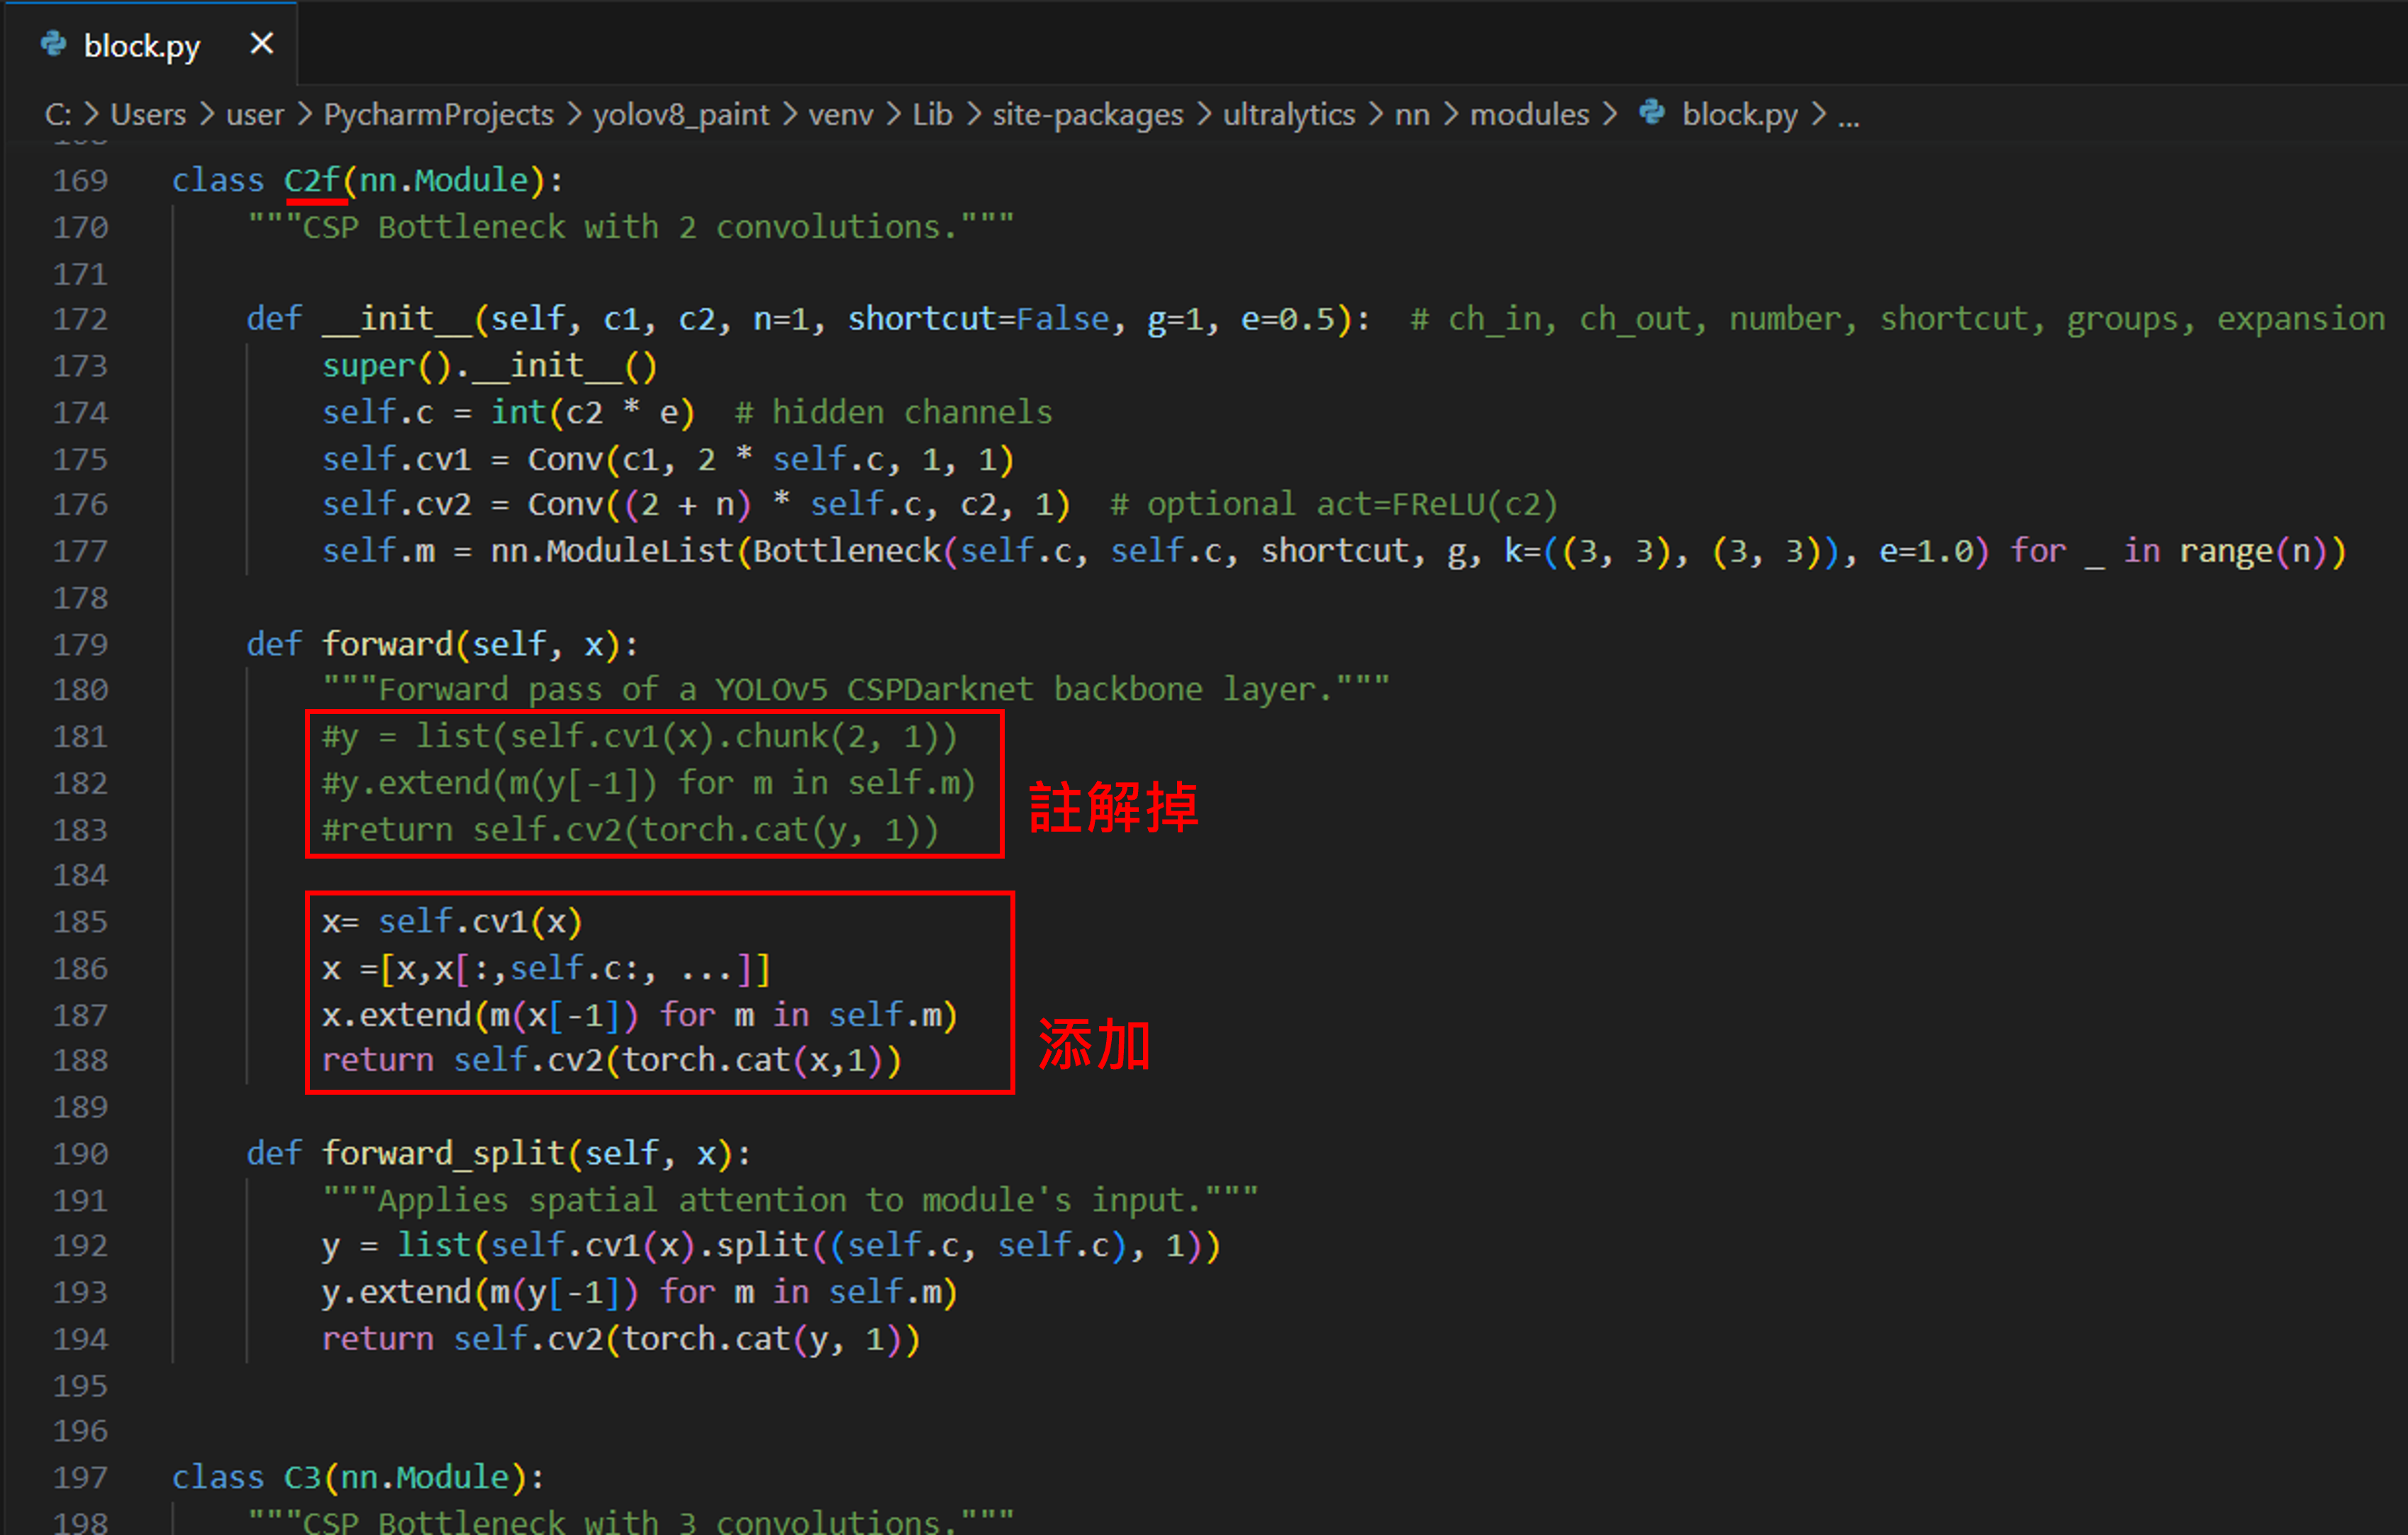 block.py
C: > Users > user > PycharmProjects > yolov8_paint > venv > Lib > site-packages > ultralytics > nn > modules > block.py > ...
169 class C2f(nn.Module):
170 """CSP Bottleneck with 2 convolutions."""
171
172 def __init__(self, c1, c2, n=1, shortcut=False, g=1, e=0.5):  # ch_in, ch_out, number, shortcut, groups, expansion
173 super().__init__()
174 self.c = int(c2 * e)  # hidden channels
175 self.cv1 = Conv(c1, 2 * self.c, 1, 1)
176 self.cv2 = Conv((2 + n) * self.c, c2, 1)  # optional act=FReLU(c2)
177 self.m = nn.ModuleList(Bottleneck(self.c, self.c, shortcut, g, k=((3, 3), (3, 3)), e=1.0) for _ in range(n))
178
179 def forward(self, x):
180 """Forward pass of a YOLOv5 CSPDarknet backbone layer."""
181 #y = list(self.cv1(x).chunk(2, 1))
182 #y.extend(m(y[-1]) for m in self.m)
183 #return self.cv2(torch.cat(y, 1))
註解掉
184
185 x= self.cv1(x)
186 x =[x,x[:,self.c:, ...]]
187 x.extend(m(x[-1]) for m in self.m)
188 return self.cv2(torch.cat(x,1))
添加
189
190 def forward_split(self, x):
191 """Applies spatial attention to module's input."""
192 y = list(self.cv1(x).split((self.c, self.c), 1))
193 y.extend(m(y[-1]) for m in self.m)
194 return self.cv2(torch.cat(y, 1))
195
196
197 class C3(nn.Module):
198 """CSP Bottleneck with 3 convolutions."""